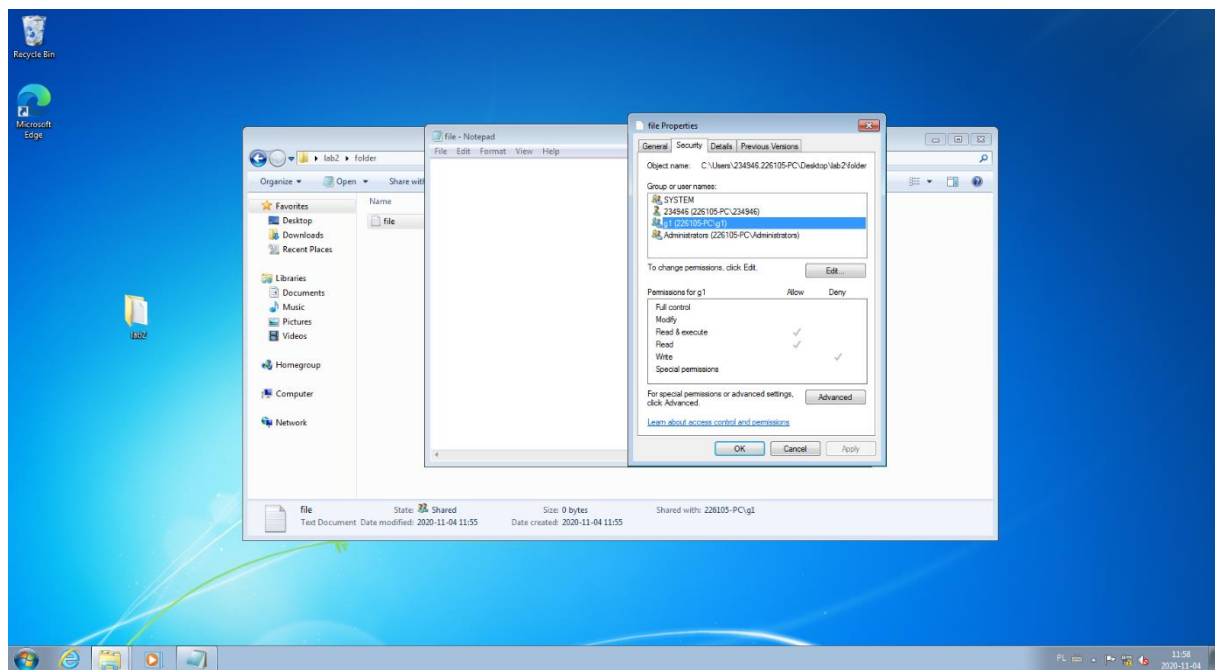 Recycle Bin
Microsoft
Edge
lab2
lab2 ▸ folder
Organize
Open
Share with
Favorites
Desktop
Downloads
Recent Places
Libraries
Documents
Music
Pictures
Videos
Homegroup
Computer
Network
Name
file
file - Notepad
File Edit Format View Help
file Properties
General Security Details Previous Versions
Object name: C:\Users\234946.226105-PC\Desktop\lab2\folder
Group or user names:
SYSTEM
234946 (226105-PC\234946)
g1 (226105-PC\g1)
Administrators (226105-PC\Administrators)
To change permissions, click Edit.
Edit...
Permissions for g1 Allow Deny
Full control
Modify
Read & execute
Read
Write
Special permissions
For special permissions or advanced settings,
click Advanced.
Advanced
Learn about access control and permissions
OK Cancel Apply
file State: Shared Size: 0 bytes Shared with: 226105-PC\g1
Text Document Date modified: 2020-11-04 11:55 Date created: 2020-11-04 11:55
PL
11:58
2020-11-04